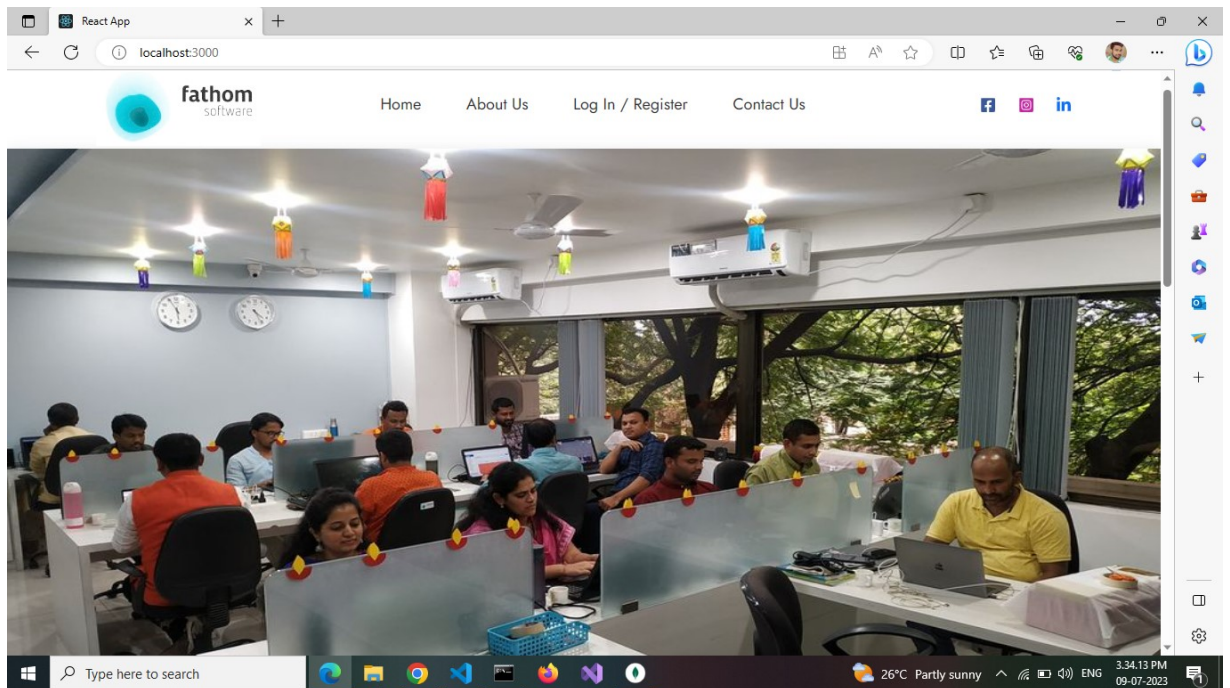 React App
localhost:3000
fathom
software
Home About Us Log In / Register Contact Us
Type here to search
26°C Partly sunny
ENG
3.34.13 PM
09-07-2023